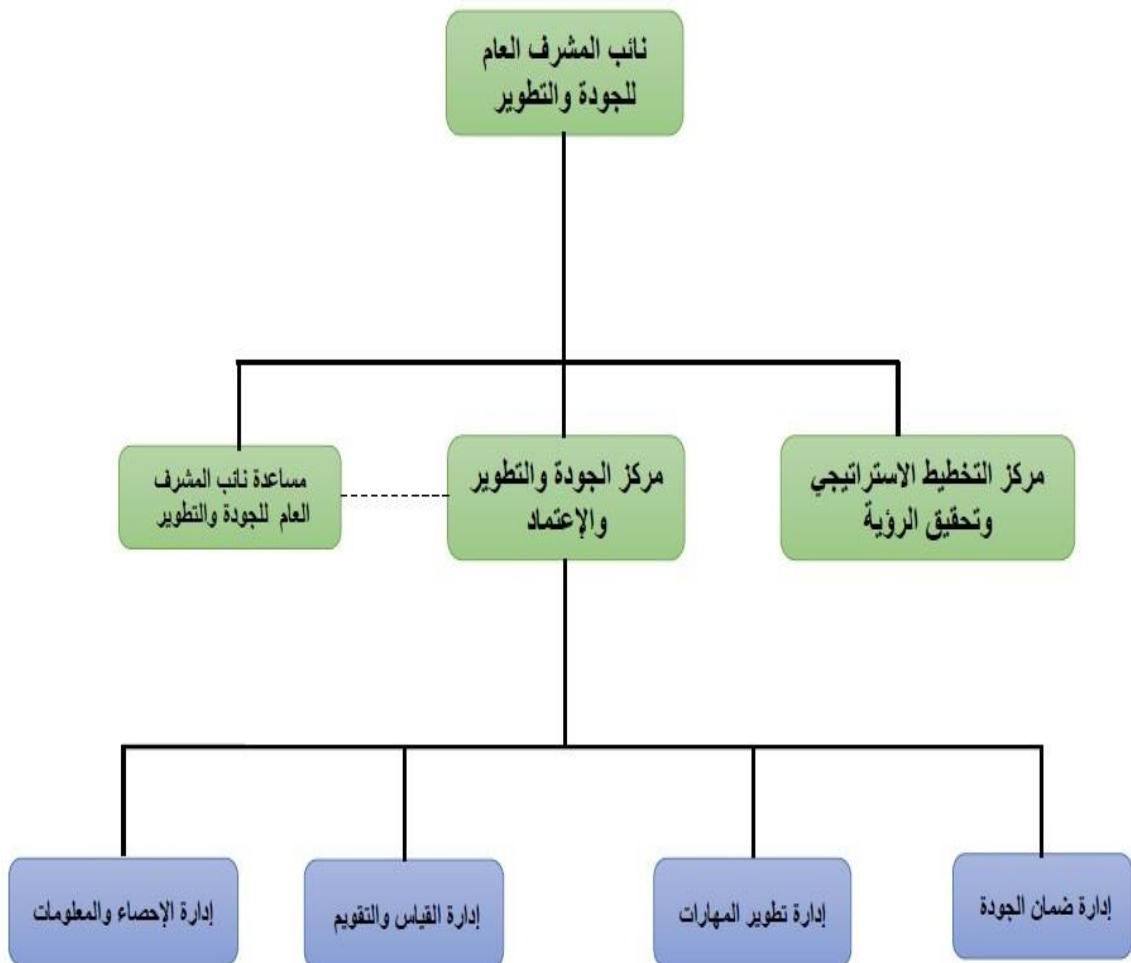 نائب المشرف العام
للجودة والتطوير
مركز التخطيط الاستراتيجي
وتحقيق الرؤية
مركز الجودة والتطوير
والإعتماد
مساعدة نائب المشرف
العام للجودة والتطوير
إدارة ضمان الجودة
إدارة تطوير المهارات
إدارة القياس والتقويم
إدارة الإحصاء والمعلومات